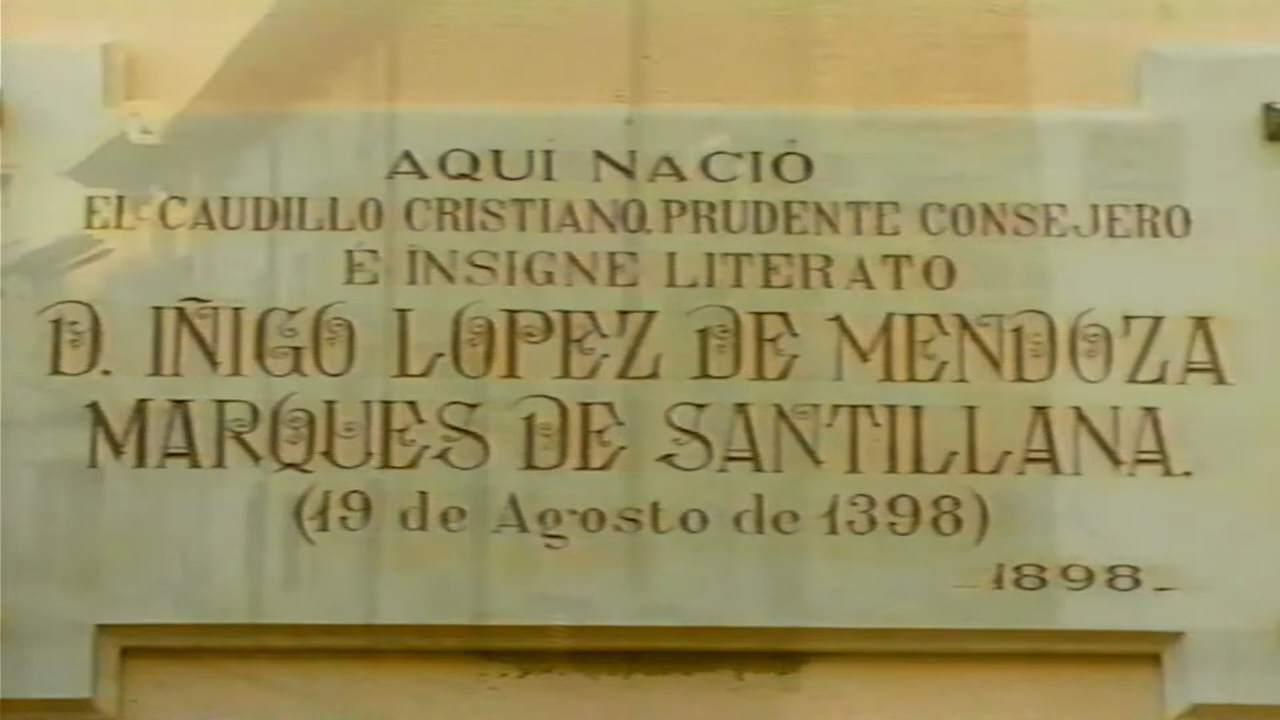 AQUÍ NACIÓ
EL CAUDILLO CRISTIANO, PRUDENTE CONSEJERO
É INSIGNE LITERATO
D. IÑIGO LOPEZ DE MENDOZA
MARQUES DE SANTILLANA.
(19 de Agosto de 1398)
-1898-